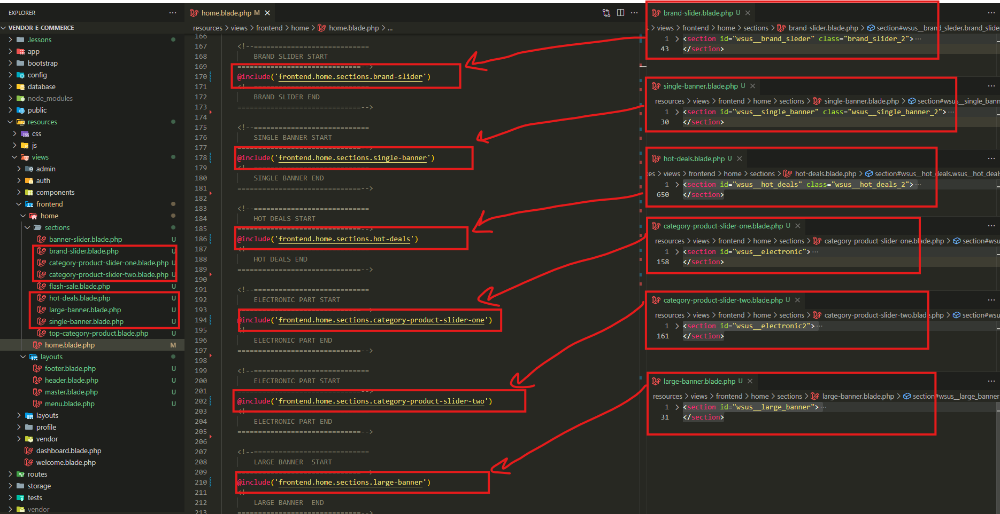 EXPLORER
VENDOR-E-COMMERCE
.lessons
app
bootstrap
config
database
node_modules
public
resources
css
js
views
admin
auth
components
frontend
home
sections
banner-slider.blade.php U
brand-slider.blade.php U
category-product-slider-one.blade.php U
category-product-slider-two.blade.php U
flash-sale.blade.php U
hot-deals.blade.php U
large-banner.blade.php U
single-banner.blade.php U
top-category-product.blade.php U
home.blade.php M
layouts
footer.blade.php U
header.blade.php U
master.blade.php U
menu.blade.php U
layouts
profile
vendor
dashboard.blade.php
welcome.blade.php
routes
storage
tests
vendor
home.blade.php M
resources > views > frontend > home > home.blade.php > ...
166
167 <!--============================
168 BRAND SLIDER START
169 ==============================-->
170 @include('frontend.home.sections.brand-slider')
171 <!--============================
172 BRAND SLIDER END
173 ==============================-->
174
175 <!--============================
176 SINGLE BANNER START
177 ==============================-->
178 @include('frontend.home.sections.single-banner')
179 <!--============================
180 SINGLE BANNER END
181 ==============================-->
182
183 <!--============================
184 HOT DEALS START
185 ==============================-->
186 @include('frontend.home.sections.hot-deals')
187 <!--============================
188 HOT DEALS END
189 ==============================-->
190
191 <!--============================
192 ELECTRONIC PART START
193 ==============================-->
194 @include('frontend.home.sections.category-product-slider-one')
195 <!
196 ELECTRONIC PART END
197 ==============================-->
198
199 <!--============================
200 ELECTRONIC PART START
201 ==============================-->
202 @include('frontend.home.sections.category-product-slider-two')
203 <!
204 ELECTRONIC PART END
205 ==============================-->
206
207 <!--============================
208 LARGE BANNER  START
209 ==============================-->
210 @include('frontend.home.sections.large-banner')
211 <!
212 LARGE BANNER  END
213 ==============================-->
brand-slider.blade.php U
s > views > frontend > home > sections > brand-slider.blade.php > section#wsus__brand_sleder.brand_slider
1 <section id="wsus__brand_sleder" class="brand_slider_2">···
43 </section>
single-banner.blade.php U
resources > views > frontend > home > sections > single-banner.blade.php > section#wsus__single_bann
1 <section id="wsus__single_banner" class="wsus__single_banner_2">···
30 </section>
hot-deals.blade.php U
ces > views > frontend > home > sections > hot-deals.blade.php > section#wsus__hot_deals.wsus__hot_deals
1 <section id="wsus__hot_deals" class="wsus__hot_deals_2">···
650 </section>
category-product-slider-one.blade.php U
resources > views > frontend > home > sections > category-product-slider-one.blade.php > section#wsus
1 <section id="wsus__electronic">···
158 </section>
category-product-slider-two.blade.php U
resources > views > frontend > home > sections > category-product-slider-two.blade.php > section#wsus
1 <section id="wsus__electronic2">···
161 </section>
large-banner.blade.php U
resources > views > frontend > home > sections > large-banner.blade.php > section#wsus__large_banner
1 <section id="wsus__large_banner">···
31 </section>